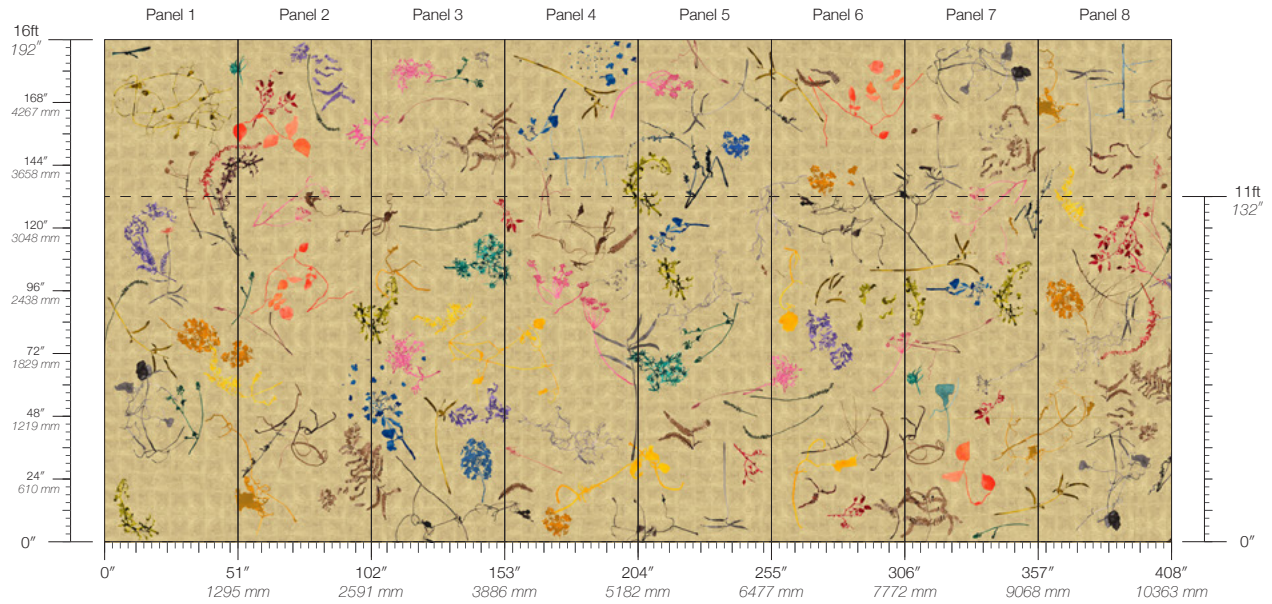 Panel 1 Panel 2 Panel 3 Panel 4 Panel 5 Panel 6 Panel 7 Panel 8
16ft
192″
168″
4267 mm
144″
3658 mm
120″
3048 mm
96″
2438 mm
72″
1829 mm
48″
1219 mm
24″
610 mm
0″
11ft
132″
0″
0″ 51″ 102″ 153″ 204″ 255″ 306″ 357″ 408″
1295 mm 2591 mm 3886 mm 5182 mm 6477 mm 7772 mm 9068 mm 10363 mm